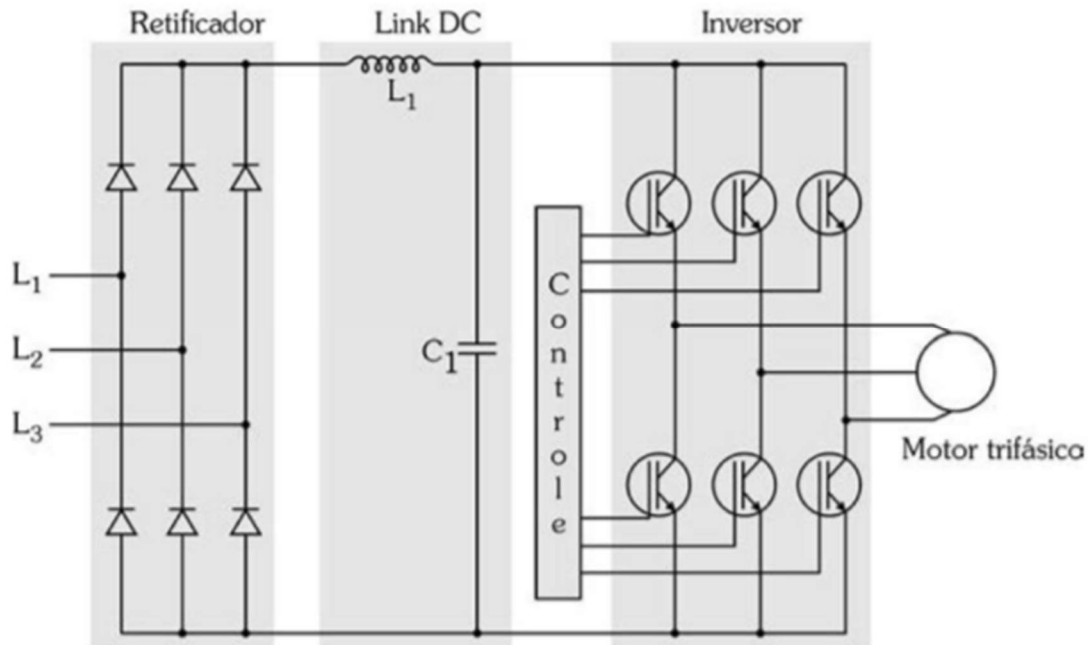 Retificador
Link DC
Inversor
L1
L1
L2
L3
C1
Controle
Motor trifásico